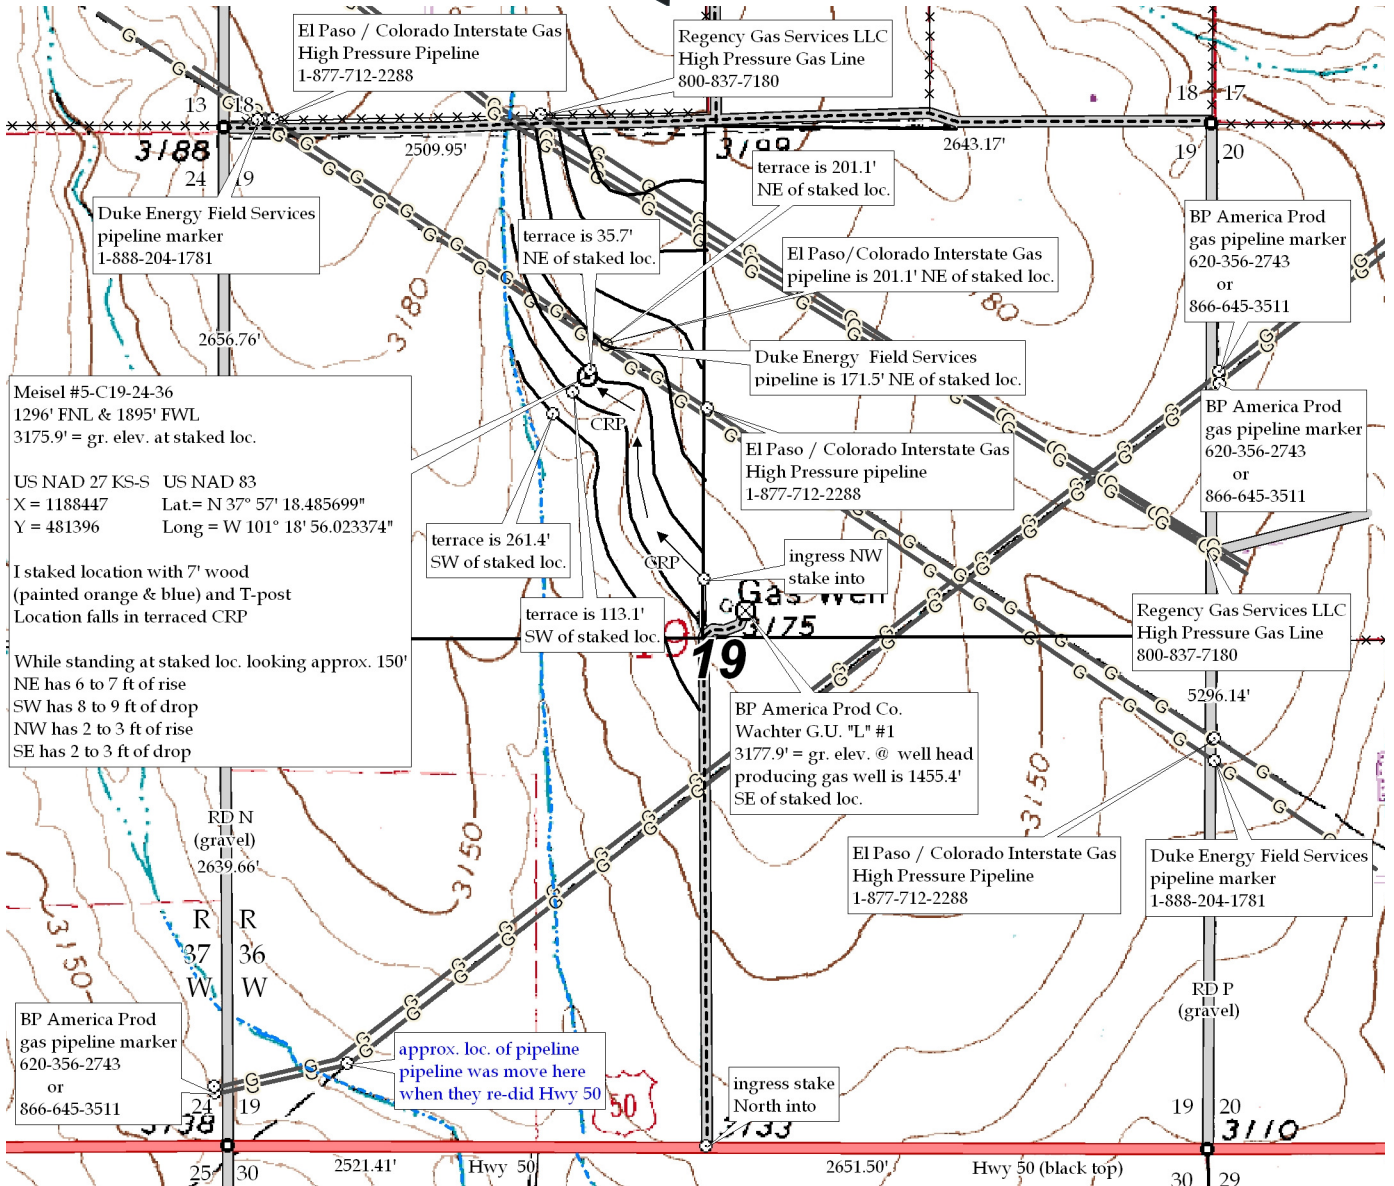 El Paso / Colorado Interstate Gas
High Pressure Pipeline
1-877-712-2288
Regency Gas Services LLC
High Pressure Gas Line
800-837-7180
13
18
18
17
3188
2509.95'
3199
2643.17'
19
20
24
19
terrace is 201.1'
NE of staked loc.
Duke Energy Field Services
pipeline marker
1-888-204-1781
terrace is 35.7'
NE of staked loc.
BP America Prod
gas pipeline marker
620-356-2743
or
866-645-3511
El Paso/Colorado Interstate Gas
pipeline is 201.1' NE of staked loc.
3180
2656.76'
Duke Energy Field Services
pipeline is 171.5' NE of staked loc.
Meisel #5-C19-24-36
1296' FNL & 1895' FWL
3175.9' = gr. elev. at staked loc.
US NAD 27 KS-S US NAD 83
X = 1188447 Lat.= N 37° 57' 18.485699"
Y = 481396 Long = W 101° 18' 56.023374"
I staked location with 7' wood
(painted orange & blue) and T-post
Location falls in terraced CRP
While standing at staked loc. looking approx. 150'
NE has 6 to 7 ft of rise
SW has 8 to 9 ft of drop
NW has 2 to 3 ft of rise
SE has 2 to 3 ft of drop
BP America Prod
gas pipeline marker
620-356-2743
or
866-645-3511
CRP
El Paso / Colorado Interstate Gas
High Pressure pipeline
1-877-712-2288
terrace is 261.4'
SW of staked loc.
CRP
ingress NW
stake into
Gas Well
3175
terrace is 113.1'
SW of staked loc.
19
Regency Gas Services LLC
High Pressure Gas Line
800-837-7180
5296.14'
BP America Prod Co.
Wachter G.U. "L" #1
3177.9' = gr. elev. @ well head
producing gas well is 1455.4'
SE of staked loc.
3150
3150
RD N
(gravel)
2639.66'
El Paso / Colorado Interstate Gas
High Pressure Pipeline
1-877-712-2288
Duke Energy Field Services
pipeline marker
1-888-204-1781
R R
37 36
W W
3150
RD P
(gravel)
BP America Prod
gas pipeline marker
620-356-2743
or
866-645-3511
approx. loc. of pipeline
pipeline was move here
when they re-did Hwy 50
50
ingress stake
North into
24
19
19
20
3138
3133
3110
25
30
2521.41'
Hwy 50
2651.50'
Hwy 50 (black top)
30
29